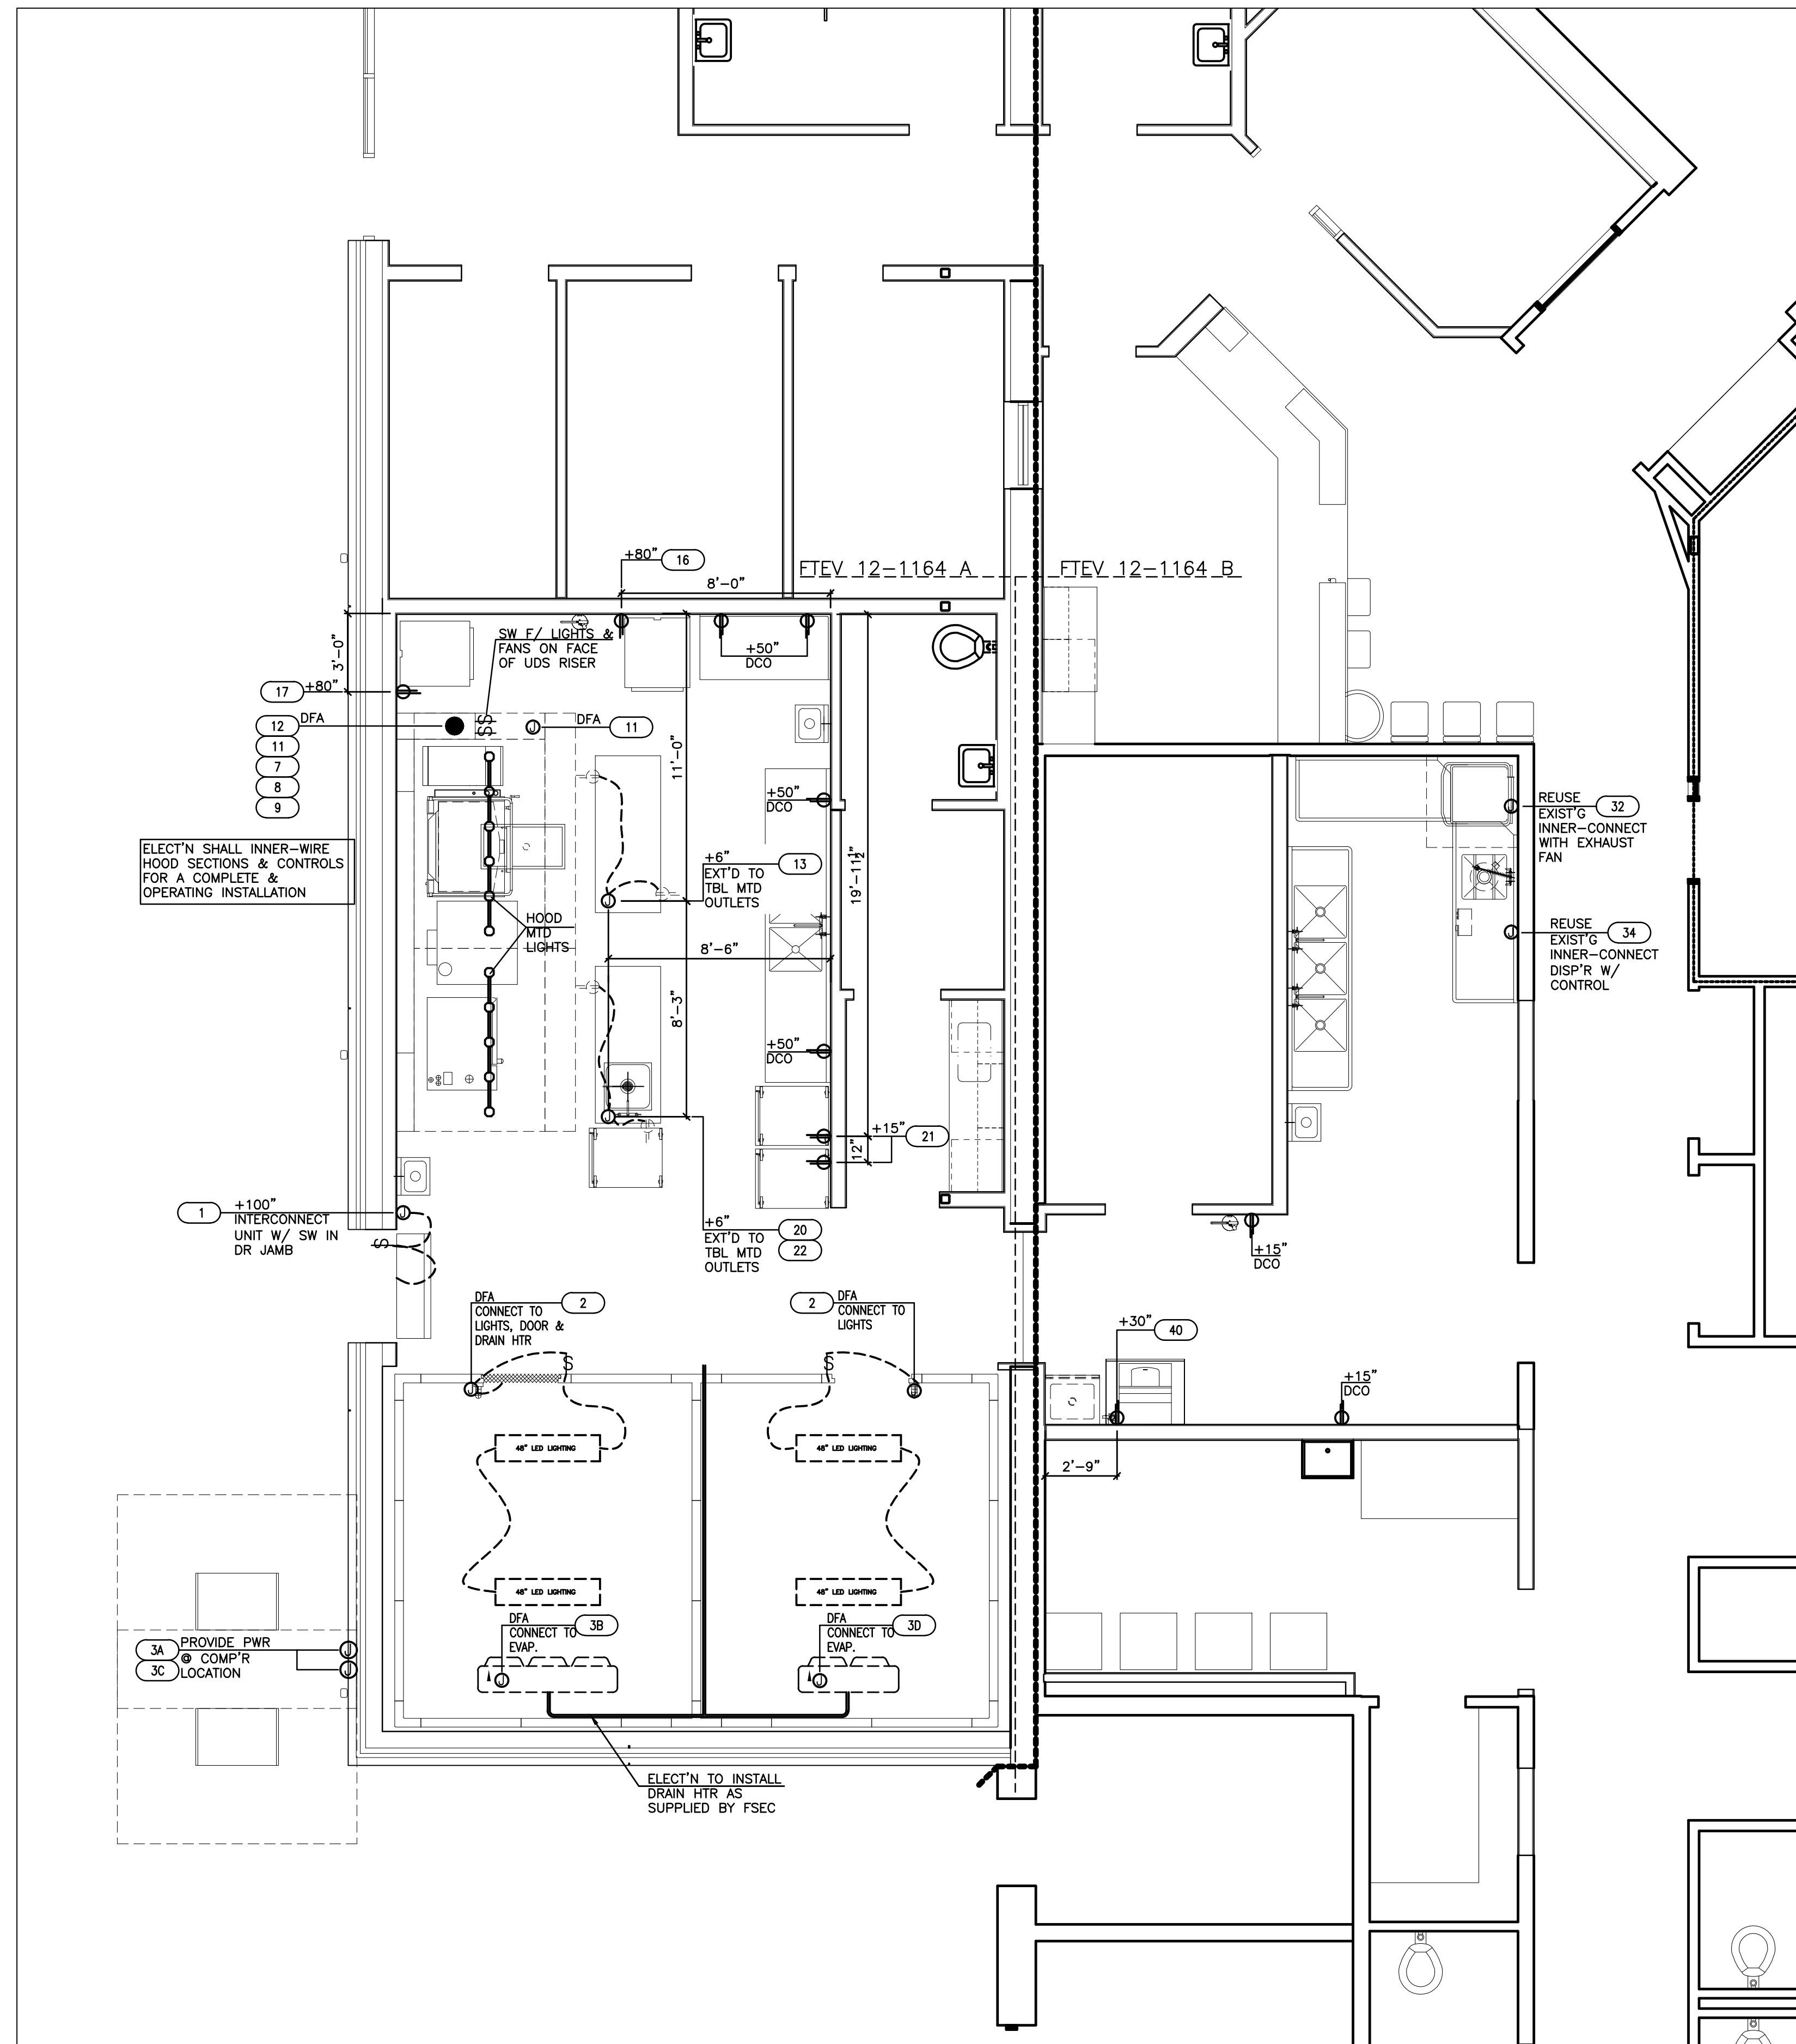 +80" 16
FTEV 12-1164 A
FTEV 12-1164 B
8'-0"
3'-0"
SW F/ LIGHTS &
FANS ON FACE
OF UDS RISER
+50"
DCO
17 +80"
12 DFA
11
7
8
9
SS
J
DFA 11
11'-0"
+50"
DCO
ELECT'N SHALL INNER-WIRE
HOOD SECTIONS & CONTROLS
FOR A COMPLETE &
OPERATING INSTALLATION
+6" 13
EXT'D TO
TBL MTD
OUTLETS
J
19'-11½"
HOOD
MTD
LIGHTS
8'-6"
8'-3"
+50"
DCO
J
+15" 21
12"
J
REUSE 32
EXIST'G
INNER-CONNECT
WITH EXHAUST
FAN
J
REUSE 34
EXIST'G
INNER-CONNECT
DISP'R W/
CONTROL
1 +100"
INTERCONNECT
UNIT W/ SW IN
DR JAMB
J
S
+6" 20
EXT'D TO 22
TBL MTD
OUTLETS
+15"
DCO
DFA 2
CONNECT TO
LIGHTS, DOOR &
DRAIN HTR
2 DFA
CONNECT TO
LIGHTS
+30" 40
+15"
DCO
J
S
S
J
2'-9"
48" LED LIGHTING
48" LED LIGHTING
48" LED LIGHTING
48" LED LIGHTING
DFA 3B
CONNECT TO
EVAP.
J
DFA 3D
CONNECT TO
EVAP.
J
3A PROVIDE PWR
@ COMP'R
3C LOCATION
J
J
ELECT'N TO INSTALL
DRAIN HTR AS
SUPPLIED BY FSEC